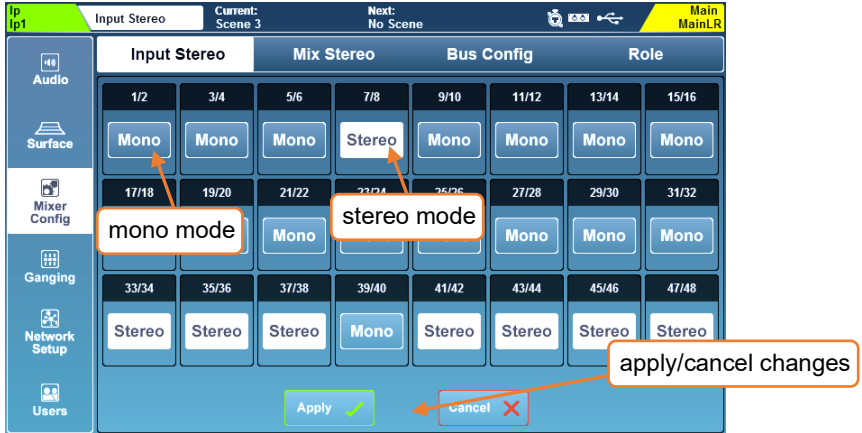 Ip
Ip1
Input Stereo
Current:
Scene 3
Next:
No Scene
Main
MainLR
Audio
Surface
Mixer
Config
Ganging
Network
Setup
Users
Input Stereo Mix Stereo Bus Config Role
1/2 3/4 5/6 7/8 9/10 11/12 13/14 15/16
Mono Mono Mono Stereo Mono Mono Mono Mono
17/18 19/20 21/22 23/24 25/26 27/28 29/30 31/32
mono mode
stereo mode
Mono Mono Mono Mono
33/34 35/36 37/38 39/40 41/42 43/44 45/46 47/48
Stereo Stereo Stereo Mono Stereo Stereo Stereo Stereo
apply/cancel changes
Apply Cancel